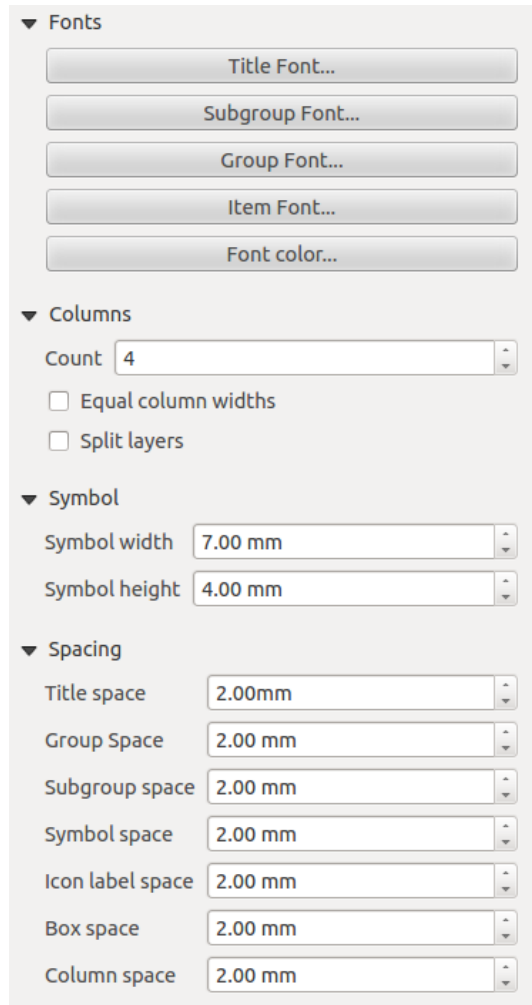 Fonts
Title Font...
Subgroup Font...
Group Font...
Item Font...
Font color...
Columns
Count 4
Equal column widths
Split layers
Symbol
Symbol width 7.00 mm
Symbol height 4.00 mm
Spacing
Title space 2.00mm
Group Space 2.00 mm
Subgroup space 2.00 mm
Symbol space 2.00 mm
Icon label space 2.00 mm
Box space 2.00 mm
Column space 2.00 mm